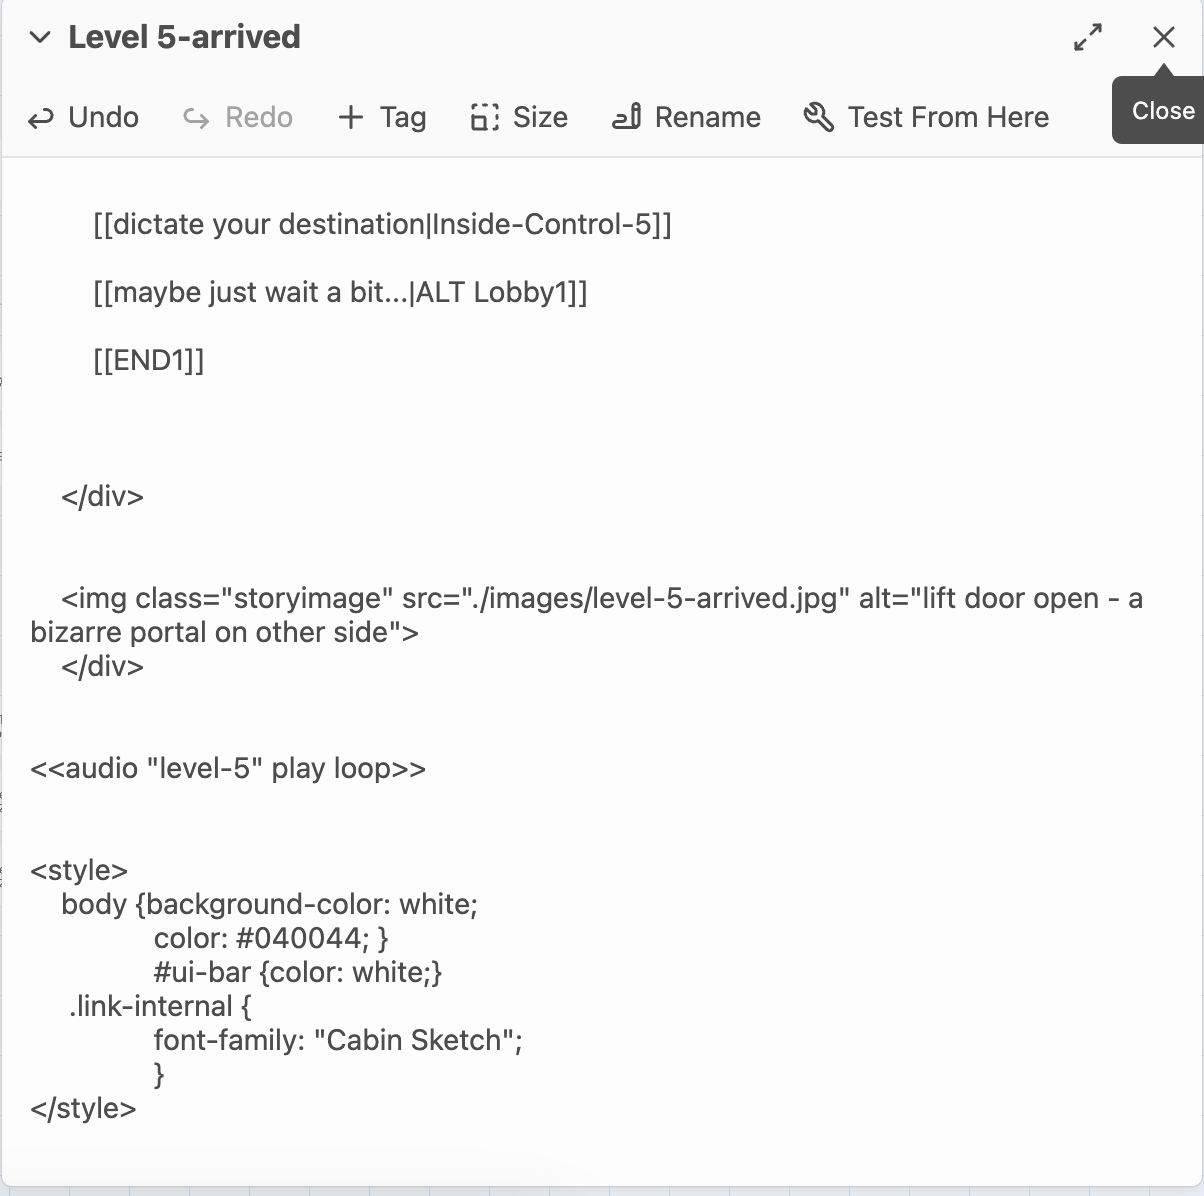 Level 5-arrived
Undo Redo Tag Size Rename Test From Here Close
[[dictate your destination|Inside-Control-5]]
[[maybe just wait a bit...|ALT Lobby1]]
[[END1]]
</div>
<img class="storyimage" src="./images/level-5-arrived.jpg" alt="lift door open - a
bizarre portal on other side">
</div>
<<audio "level-5" play loop>>
<style>
body {background-color: white;
color: #040044; }
#ui-bar {color: white;}
.link-internal {
font-family: "Cabin Sketch";
}
</style>